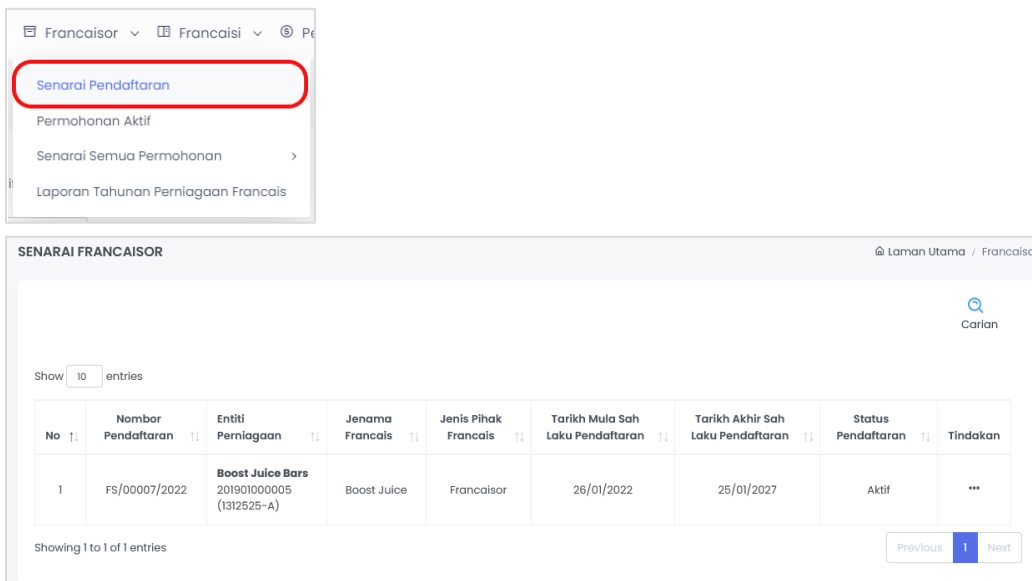 Francaisor Francaisi
Senarai Pendaftaran
Permohonan Aktif
Senarai Semua Permohonan
Laporan Tahunan Perniagaan Francais
SENARAI FRANCAISOR
Laman Utama /
Carian
Show 10 entries
No Nombor Pendaftaran Entiti Perniagaan Jenama Francais Jenis Pihak Francais Tarikh Mula Sah Laku Pendaftaran Tarikh Akhir Sah Laku Pendaftaran Status Pendaftaran Tindakan
1 FS/00007/2022 Boost Juice Bars 201901000005 (1312525-A) Boost Juice Francaisor 26/01/2022 25/01/2027 Aktif ...
Showing 1 to 1 of 1 entries
Previous 1 Next